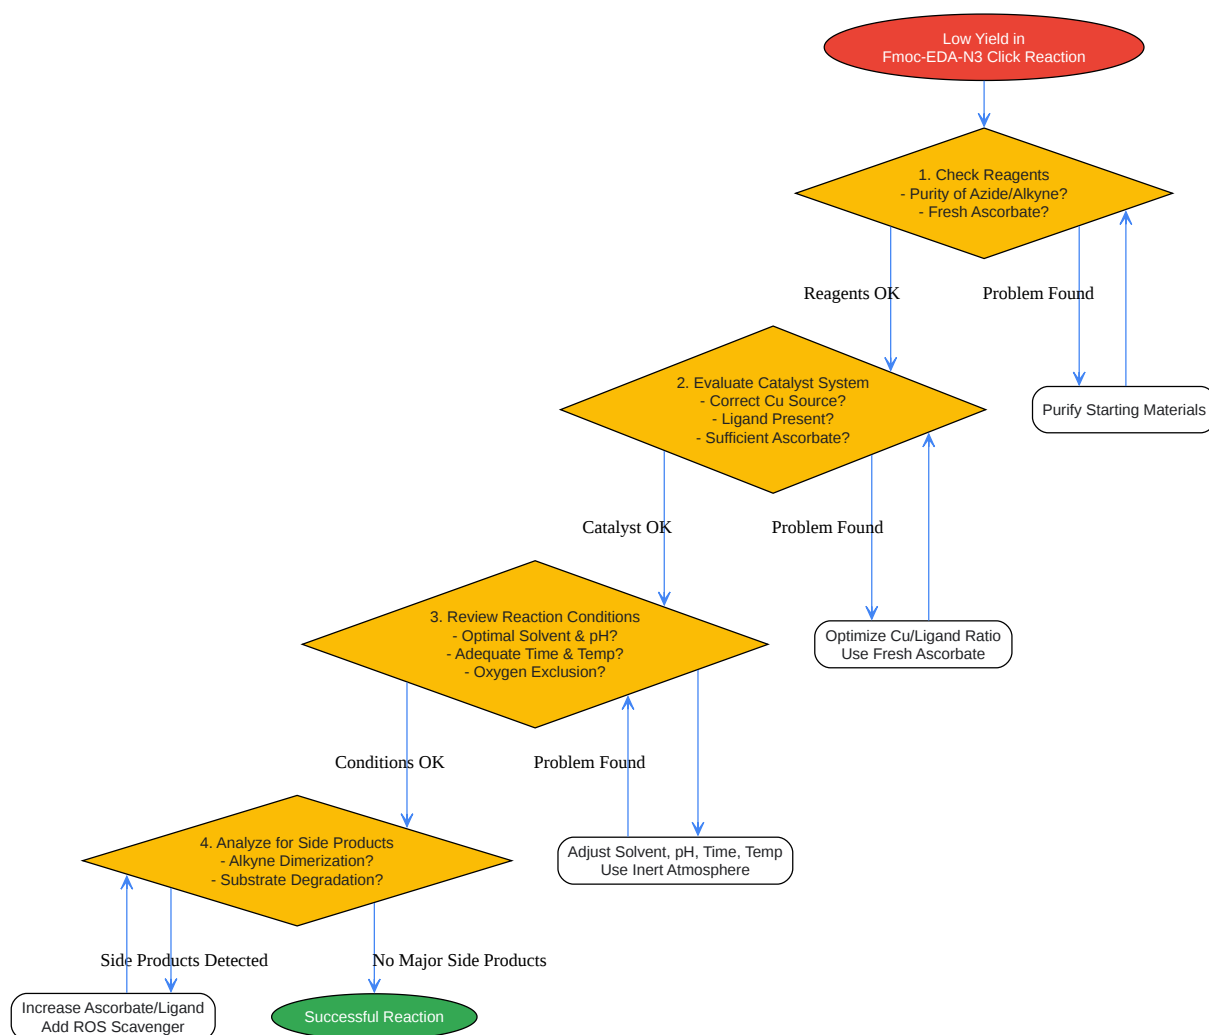 Low Yield in
Fmoc-EDA-N3 Click Reaction
1. Check Reagents
- Purity of Azide/Alkyne?
- Fresh Ascorbate?
Reagents OK
Problem Found
2. Evaluate Catalyst System
- Correct Cu Source?
- Ligand Present?
- Sufficient Ascorbate?
Purify Starting Materials
Catalyst OK
Problem Found
3. Review Reaction Conditions
- Optimal Solvent & pH?
- Adequate Time & Temp?
- Oxygen Exclusion?
Optimize Cu/Ligand Ratio
Use Fresh Ascorbate
Conditions OK
Problem Found
4. Analyze for Side Products
- Alkyne Dimerization?
- Substrate Degradation?
Adjust Solvent, pH, Time, Temp
Use Inert Atmosphere
Side Products Detected
No Major Side Products
Increase Ascorbate/Ligand
Add ROS Scavenger
Successful Reaction